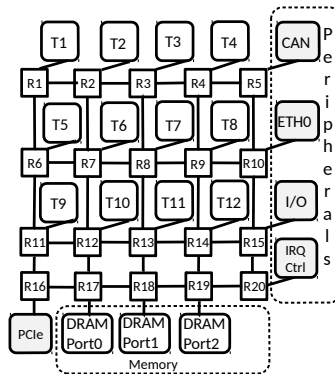 T1 T2 T3 T4 CAN
R1 R2 R3 R4 R5
T5 T6 T7 T8 ETH0
R6 R7 R8 R9 R10
T9 T10 T11 T12 I/O
R11 R12 R13 R14 R15
IRQ
Ctrl
R16 R17 R18 R19 R20
PCIe
DRAM
Port0
DRAM
Port1
DRAM
Port2
Memory
Peripherals